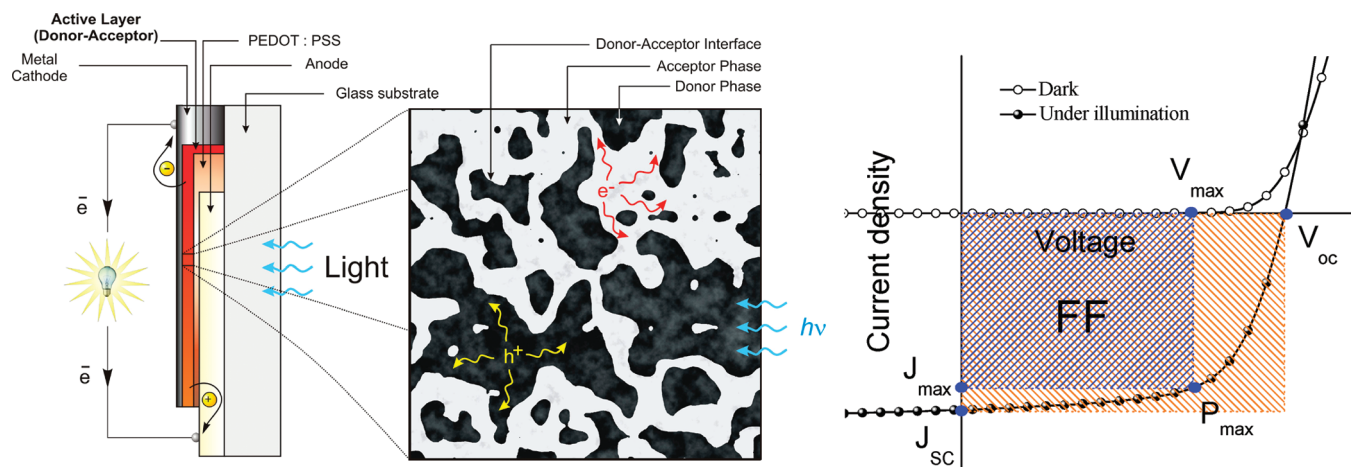 Active Layer
(Donor-Acceptor)
PEDOT : PSS
Metal
Cathode
Anode
Glass substrate
Donor-Acceptor Interface
Acceptor Phase
Donor Phase
-
ē
ē
+
Light
e-
h+
hν
Dark
Under illumination
Current density
Vmax
Voltage
Voc
FF
Jmax
Pmax
JSC